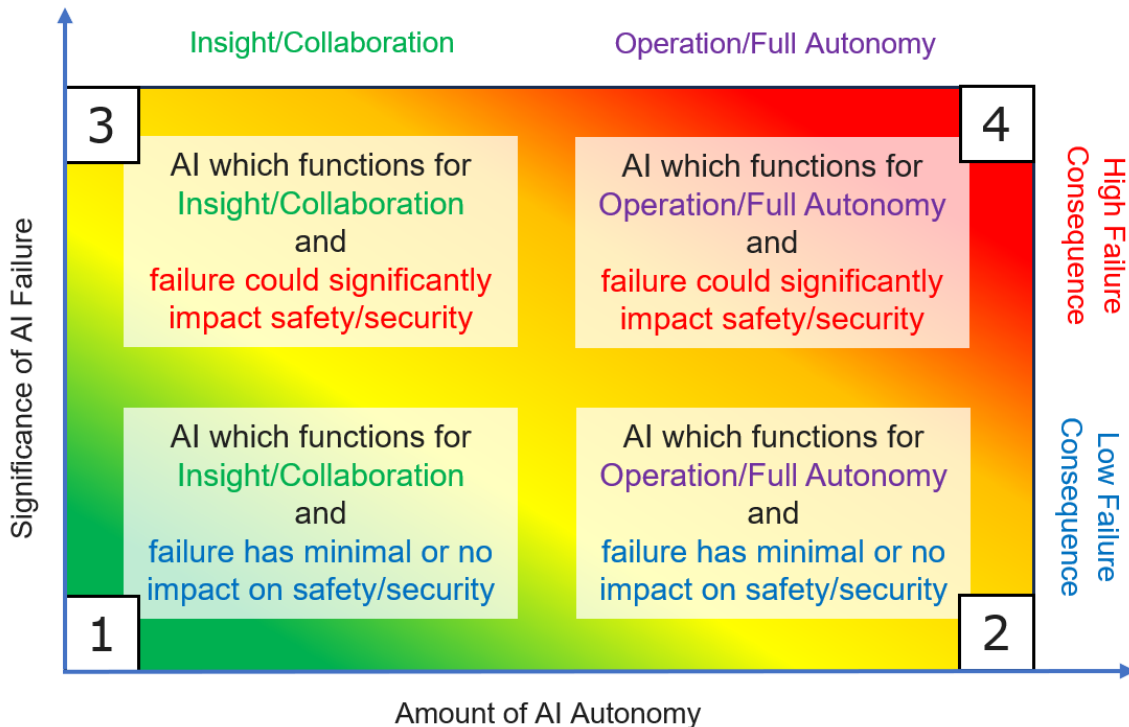 Insight/Collaboration
Operation/Full Autonomy
3
4
AI which functions for
Insight/Collaboration
and
failure could significantly
impact safety/security
AI which functions for
Operation/Full Autonomy
and
failure could significantly
impact safety/security
High Failure
Consequence
Significance of AI Failure
AI which functions for
Insight/Collaboration
and
failure has minimal or no
impact on safety/security
AI which functions for
Operation/Full Autonomy
and
failure has minimal or no
impact on safety/security
Low Failure
Consequence
1
2
Amount of AI Autonomy